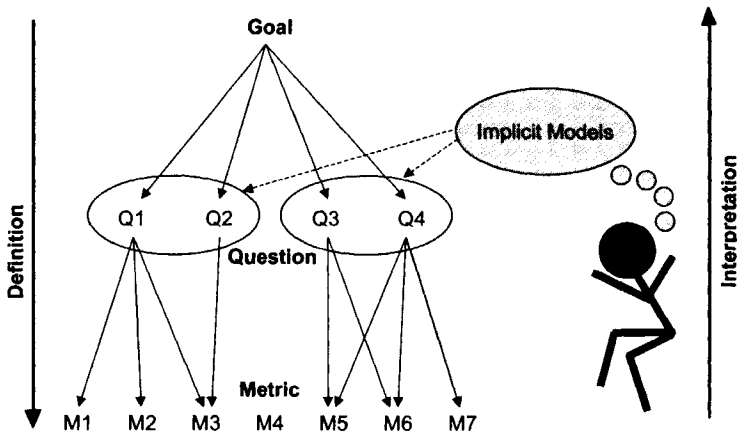 Goal
Implicit Models
Q1 Q2 Q3 Q4
Question
Metric
M1 M2 M3 M4 M5 M6 M7
Definition
Interpretation